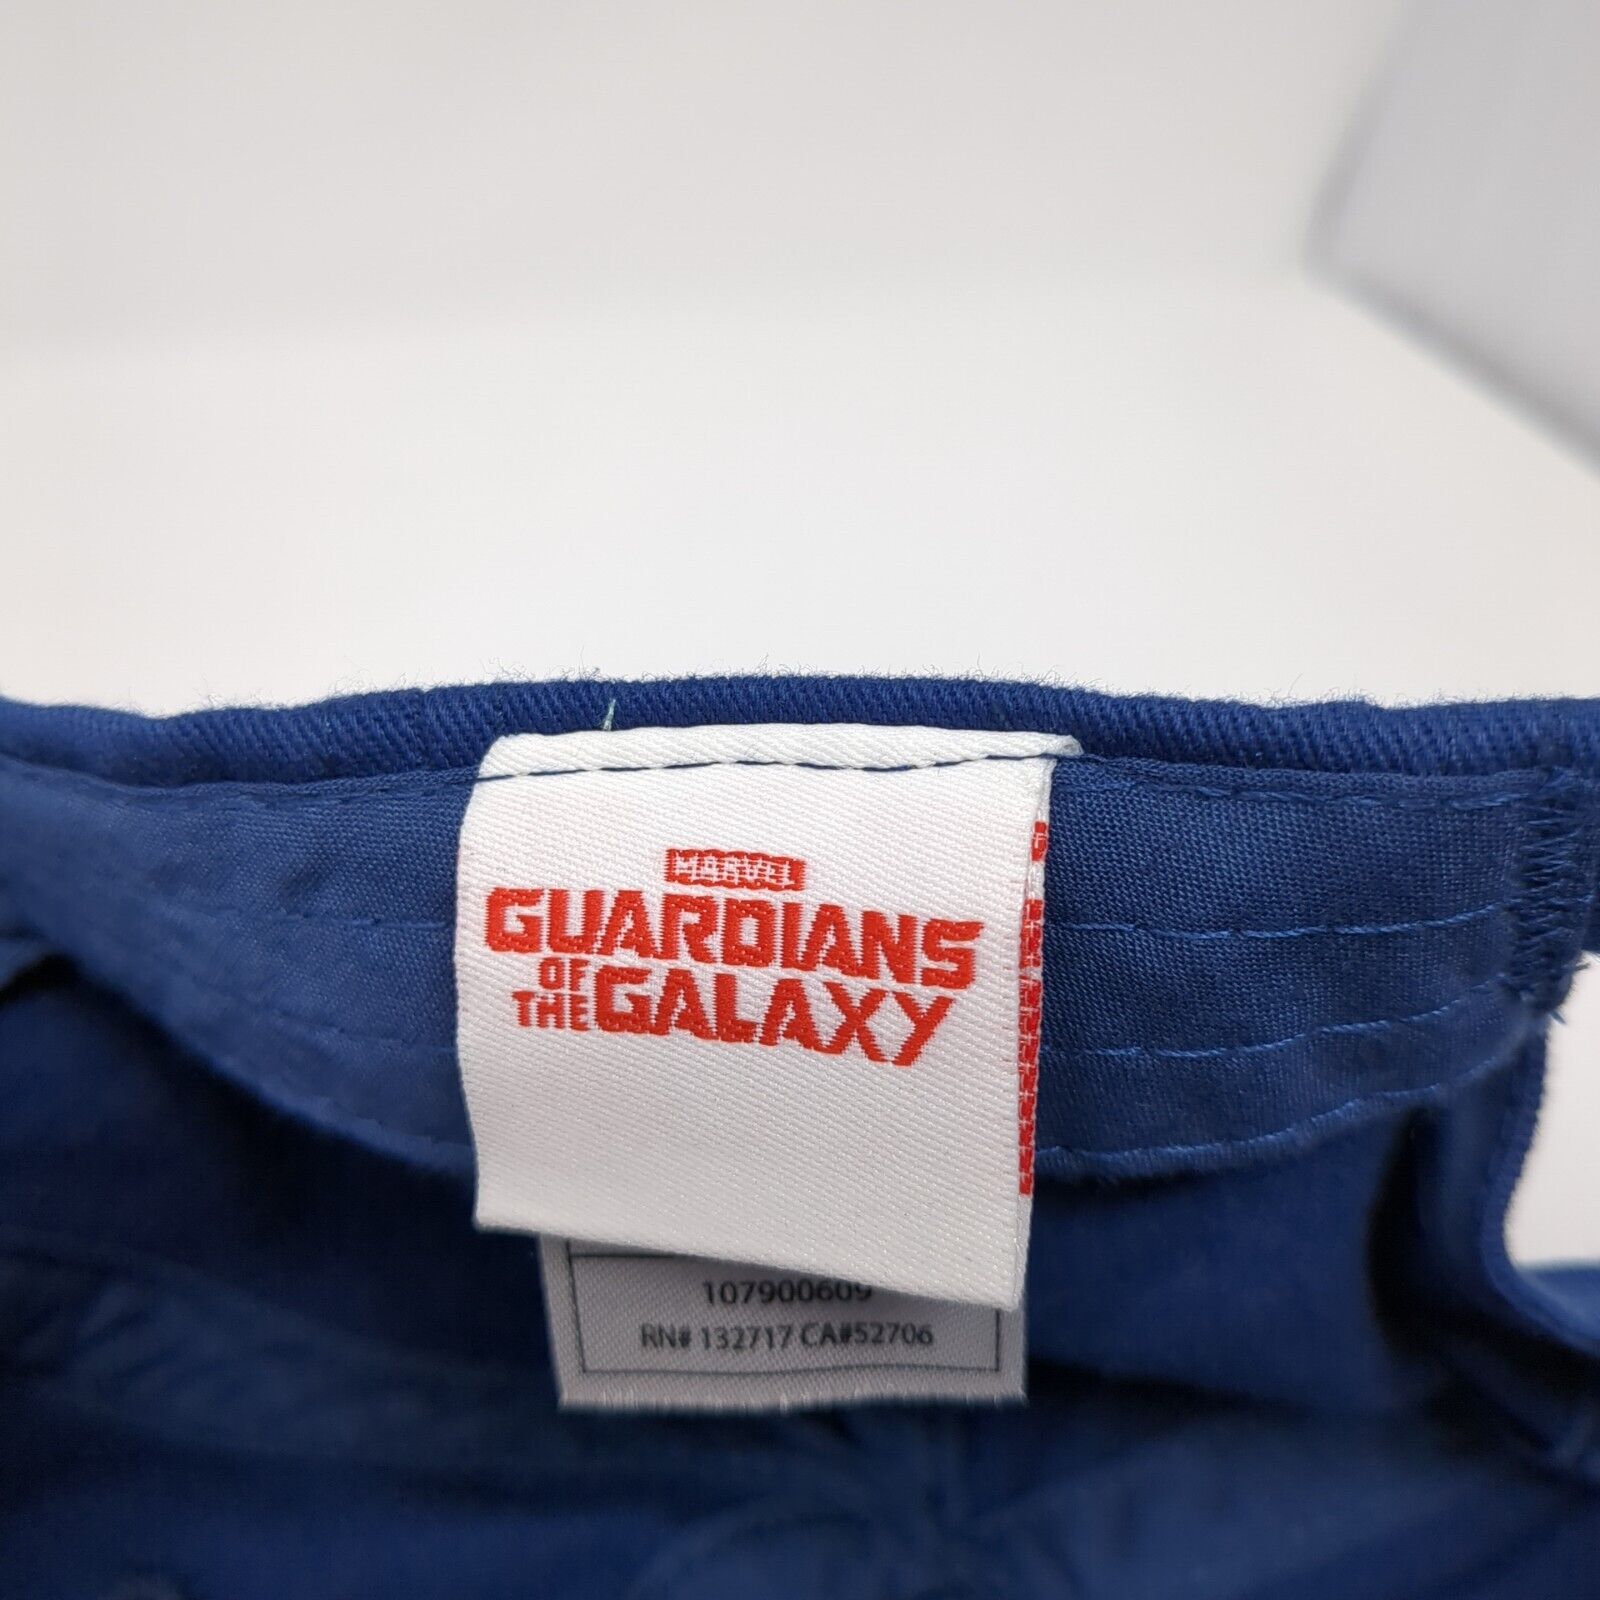 MARVEL
GUARDIANS
OF
THE GALAXY
107900609
RN# 132717 CA#52706